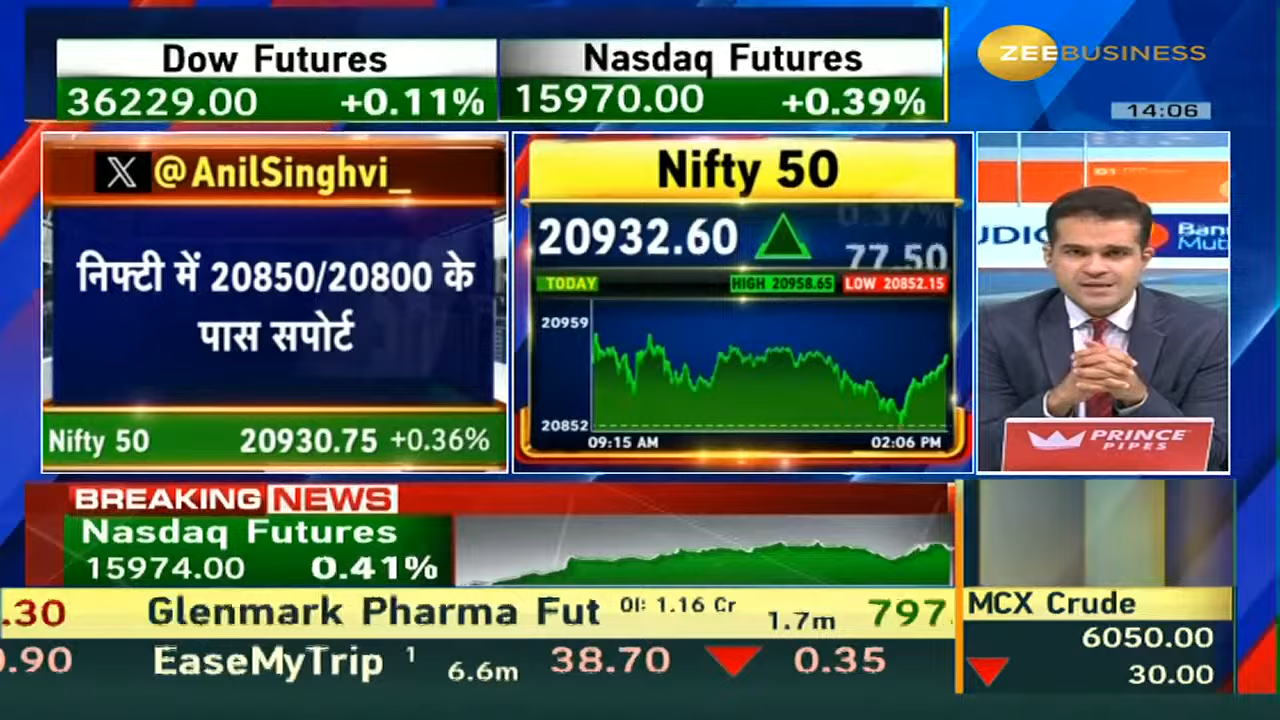 Dow Futures
36229.00 +0.11%
Nasdaq Futures
15970.00 +0.39%
ZEEBUSINESS
14:06
X @AnilSinghvi_
निफ्टी में 20850/20800 के
पास सपोर्ट
Nifty 50 20930.75 +0.36%
Nifty 50
0.37%
20932.60 77.50
TODAY HIGH 20958.65 LOW 20852.15
20959
20852
09:15 AM 02:06 PM
PRINCE
PIPES
BREAKING NEWS
Nasdaq Futures
15974.00 0.41%
.30 Glenmark Pharma Fut OI: 1.16 Cr 1.7m 797
.90 EaseMyTrip 1 6.6m 38.70 0.35
MCX Crude
6050.00
30.00